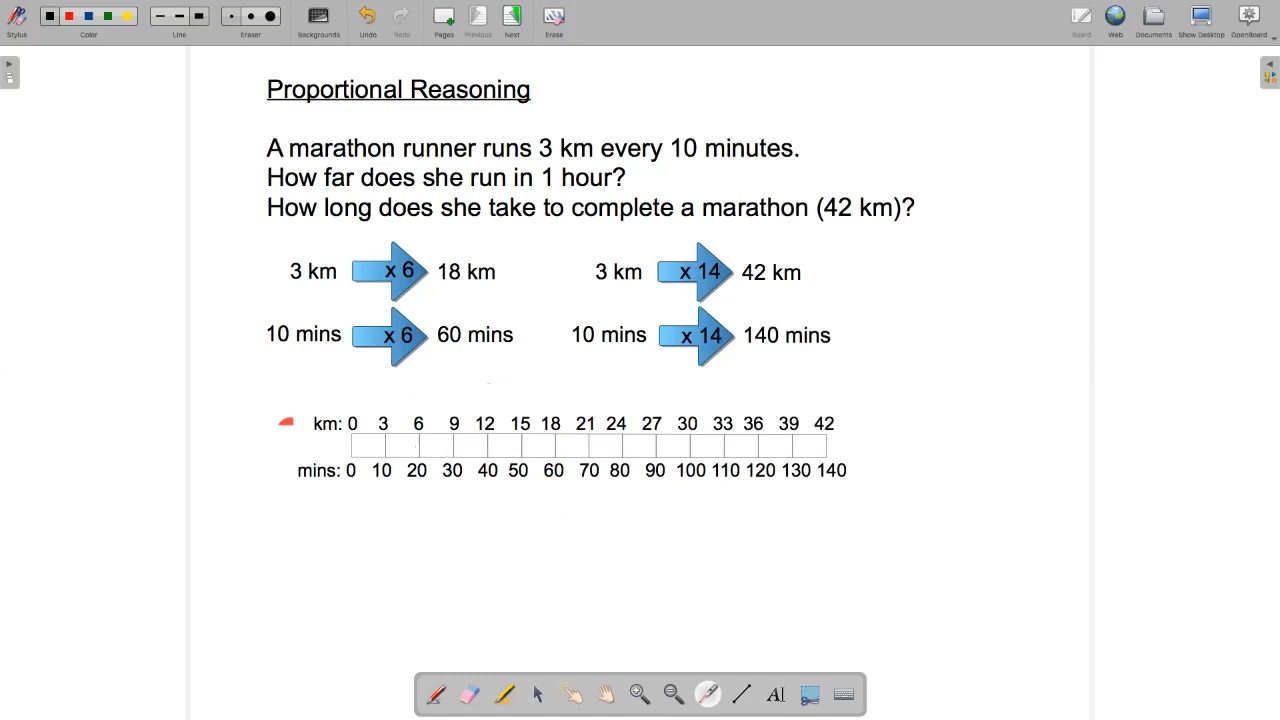 Stylus Color Line Eraser Backgrounds Undo Redo Pages Previous Next Erase Board Web Documents Show Desktop OpenBoard
Proportional Reasoning
A marathon runner runs 3 km every 10 minutes.
How far does she run in 1 hour?
How long does she take to complete a marathon (42 km)?
3 km x 6 18 km 3 km x 14 42 km
10 mins x 6 60 mins 10 mins x 14 140 mins
km: 0 3 6 9 12 15 18 21 24 27 30 33 36 39 42
mins: 0 10 20 30 40 50 60 70 80 90 100 110 120 130 140
AI